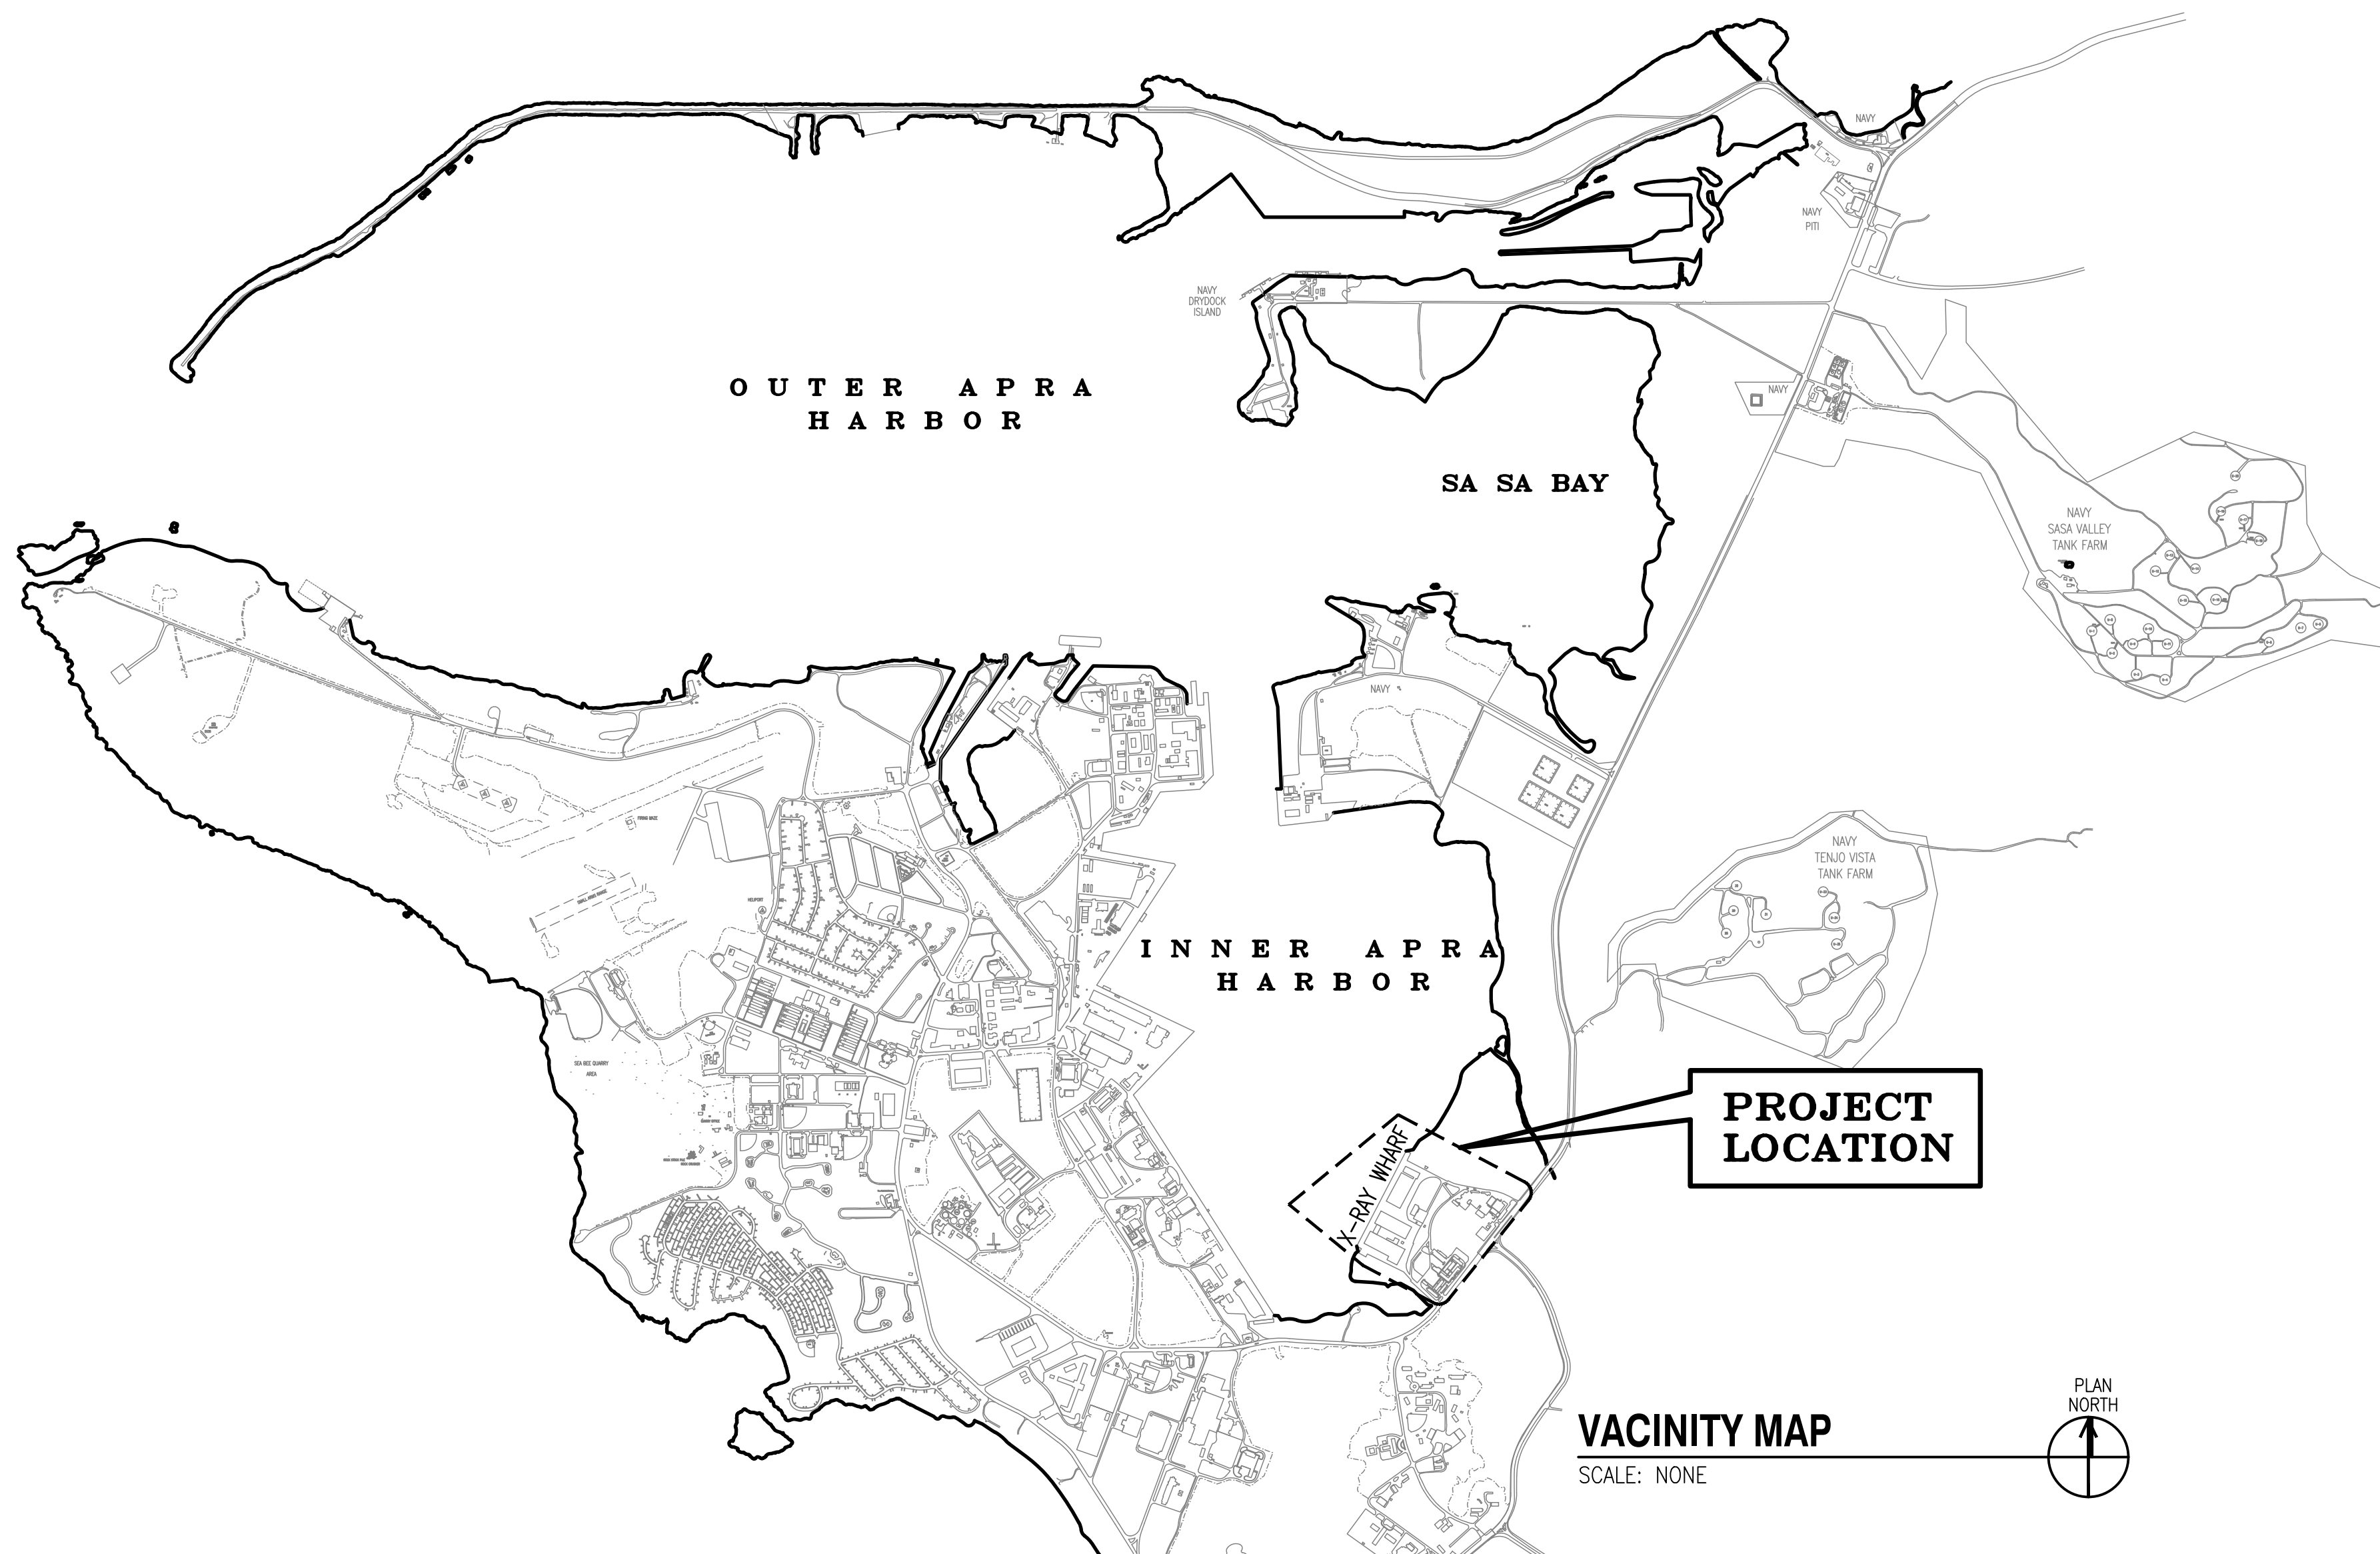 NAVY
NAVY
PITI
NAVY
DRYDOCK
ISLAND
OUTER APRA
HARBOR
NAVY
SA SA BAY
NAVY
SASA VALLEY
TANK FARM
NAVY
NAVY
TENJO VISTA
TANK FARM
HELIPORT
INNER APRA
HARBOR
SEA BEE QUARRY
AREA
PROJECT
LOCATION
X-RAY WHARF
PLAN
NORTH
VACINITY MAP
SCALE: NONE